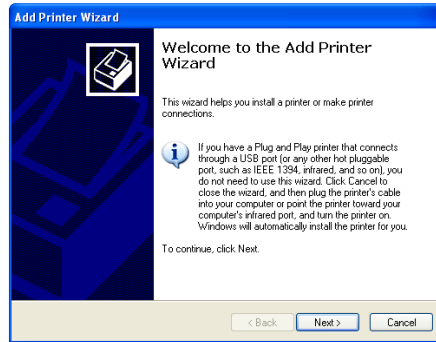 Add Printer Wizard
Welcome to the Add Printer
Wizard
This wizard helps you install a printer or make printer
connections.
If you have a Plug and Play printer that connects
through a USB port (or any other hot pluggable
port, such as IEEE 1394, infrared, and so on), you
do not need to use this wizard. Click Cancel to
close the wizard, and then plug the printer's cable
into your computer or point the printer toward your
computer's infrared port, and turn the printer on.
Windows will automatically install the printer for you.
To continue, click Next.
< Back Next > Cancel